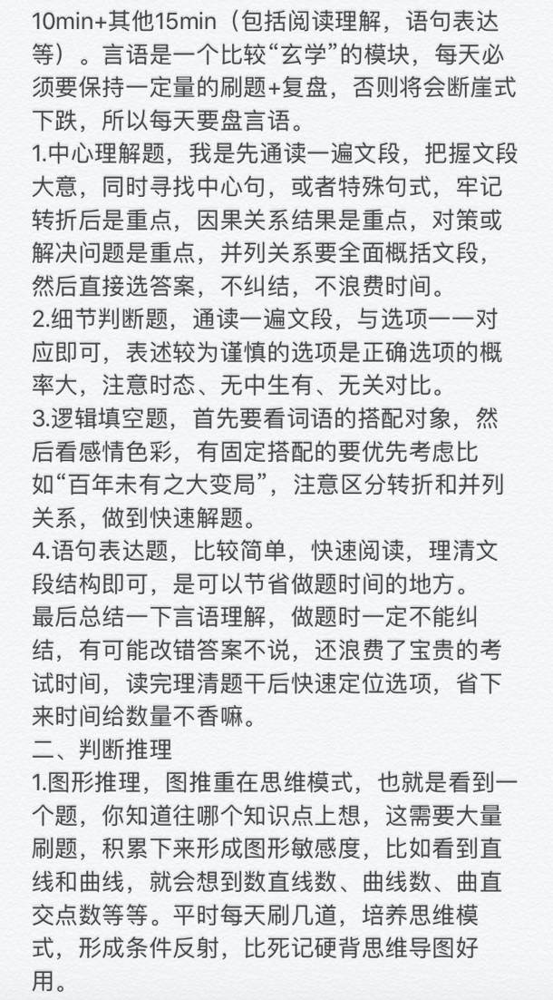 10min+其他15min（包括阅读理解，语句表达
等）。言语是一个比较“玄学”的模块，每天必
须要保持一定量的刷题+复盘，否则将会断崖式
下跌，所以每天要盘言语。
1.中心理解题，我是先通读一遍文段，把握文段
大意，同时寻找中心句，或者特殊句式，牢记
转折后是重点，因果关系结果是重点，对策或
解决问题是重点，并列关系要全面概括文段，
然后直接选答案，不纠结，不浪费时间。
2.细节判断题，通读一遍文段，与选项一一对
应即可，表述较为谨慎的选项是正确选项的概
率大，注意时态、无中生有、无关对比。
3.逻辑填空题，首先要看词语的搭配对象，然
后看感情色彩，有固定搭配的要优先考虑比
如“百年未有之大变局”，注意区分转折和并列
关系，做到快速解题。
4.语句表达题，比较简单，快速阅读，理清文
段结构即可，是可以节省做题时间的地方。
最后总结一下言语理解，做题时一定不能纠
结，有可能改错答案不说，还浪费了宝贵的考
试时间，读完理清题干后快速定位选项，省下
来时间给数量不香嘛。
二、判断推理
1.图形推理，图推重在思维模式，也就是看到一
个题，你知道往哪个知识点上想，这需要大量
刷题，积累下来形成图形敏感度，比如看到直
线和曲线，就会想到数直线数、曲线数、曲直
交点数等等。平时每天刷几道，培养思维模
式，形成条件反射，比死记硬背思维导图好
用。